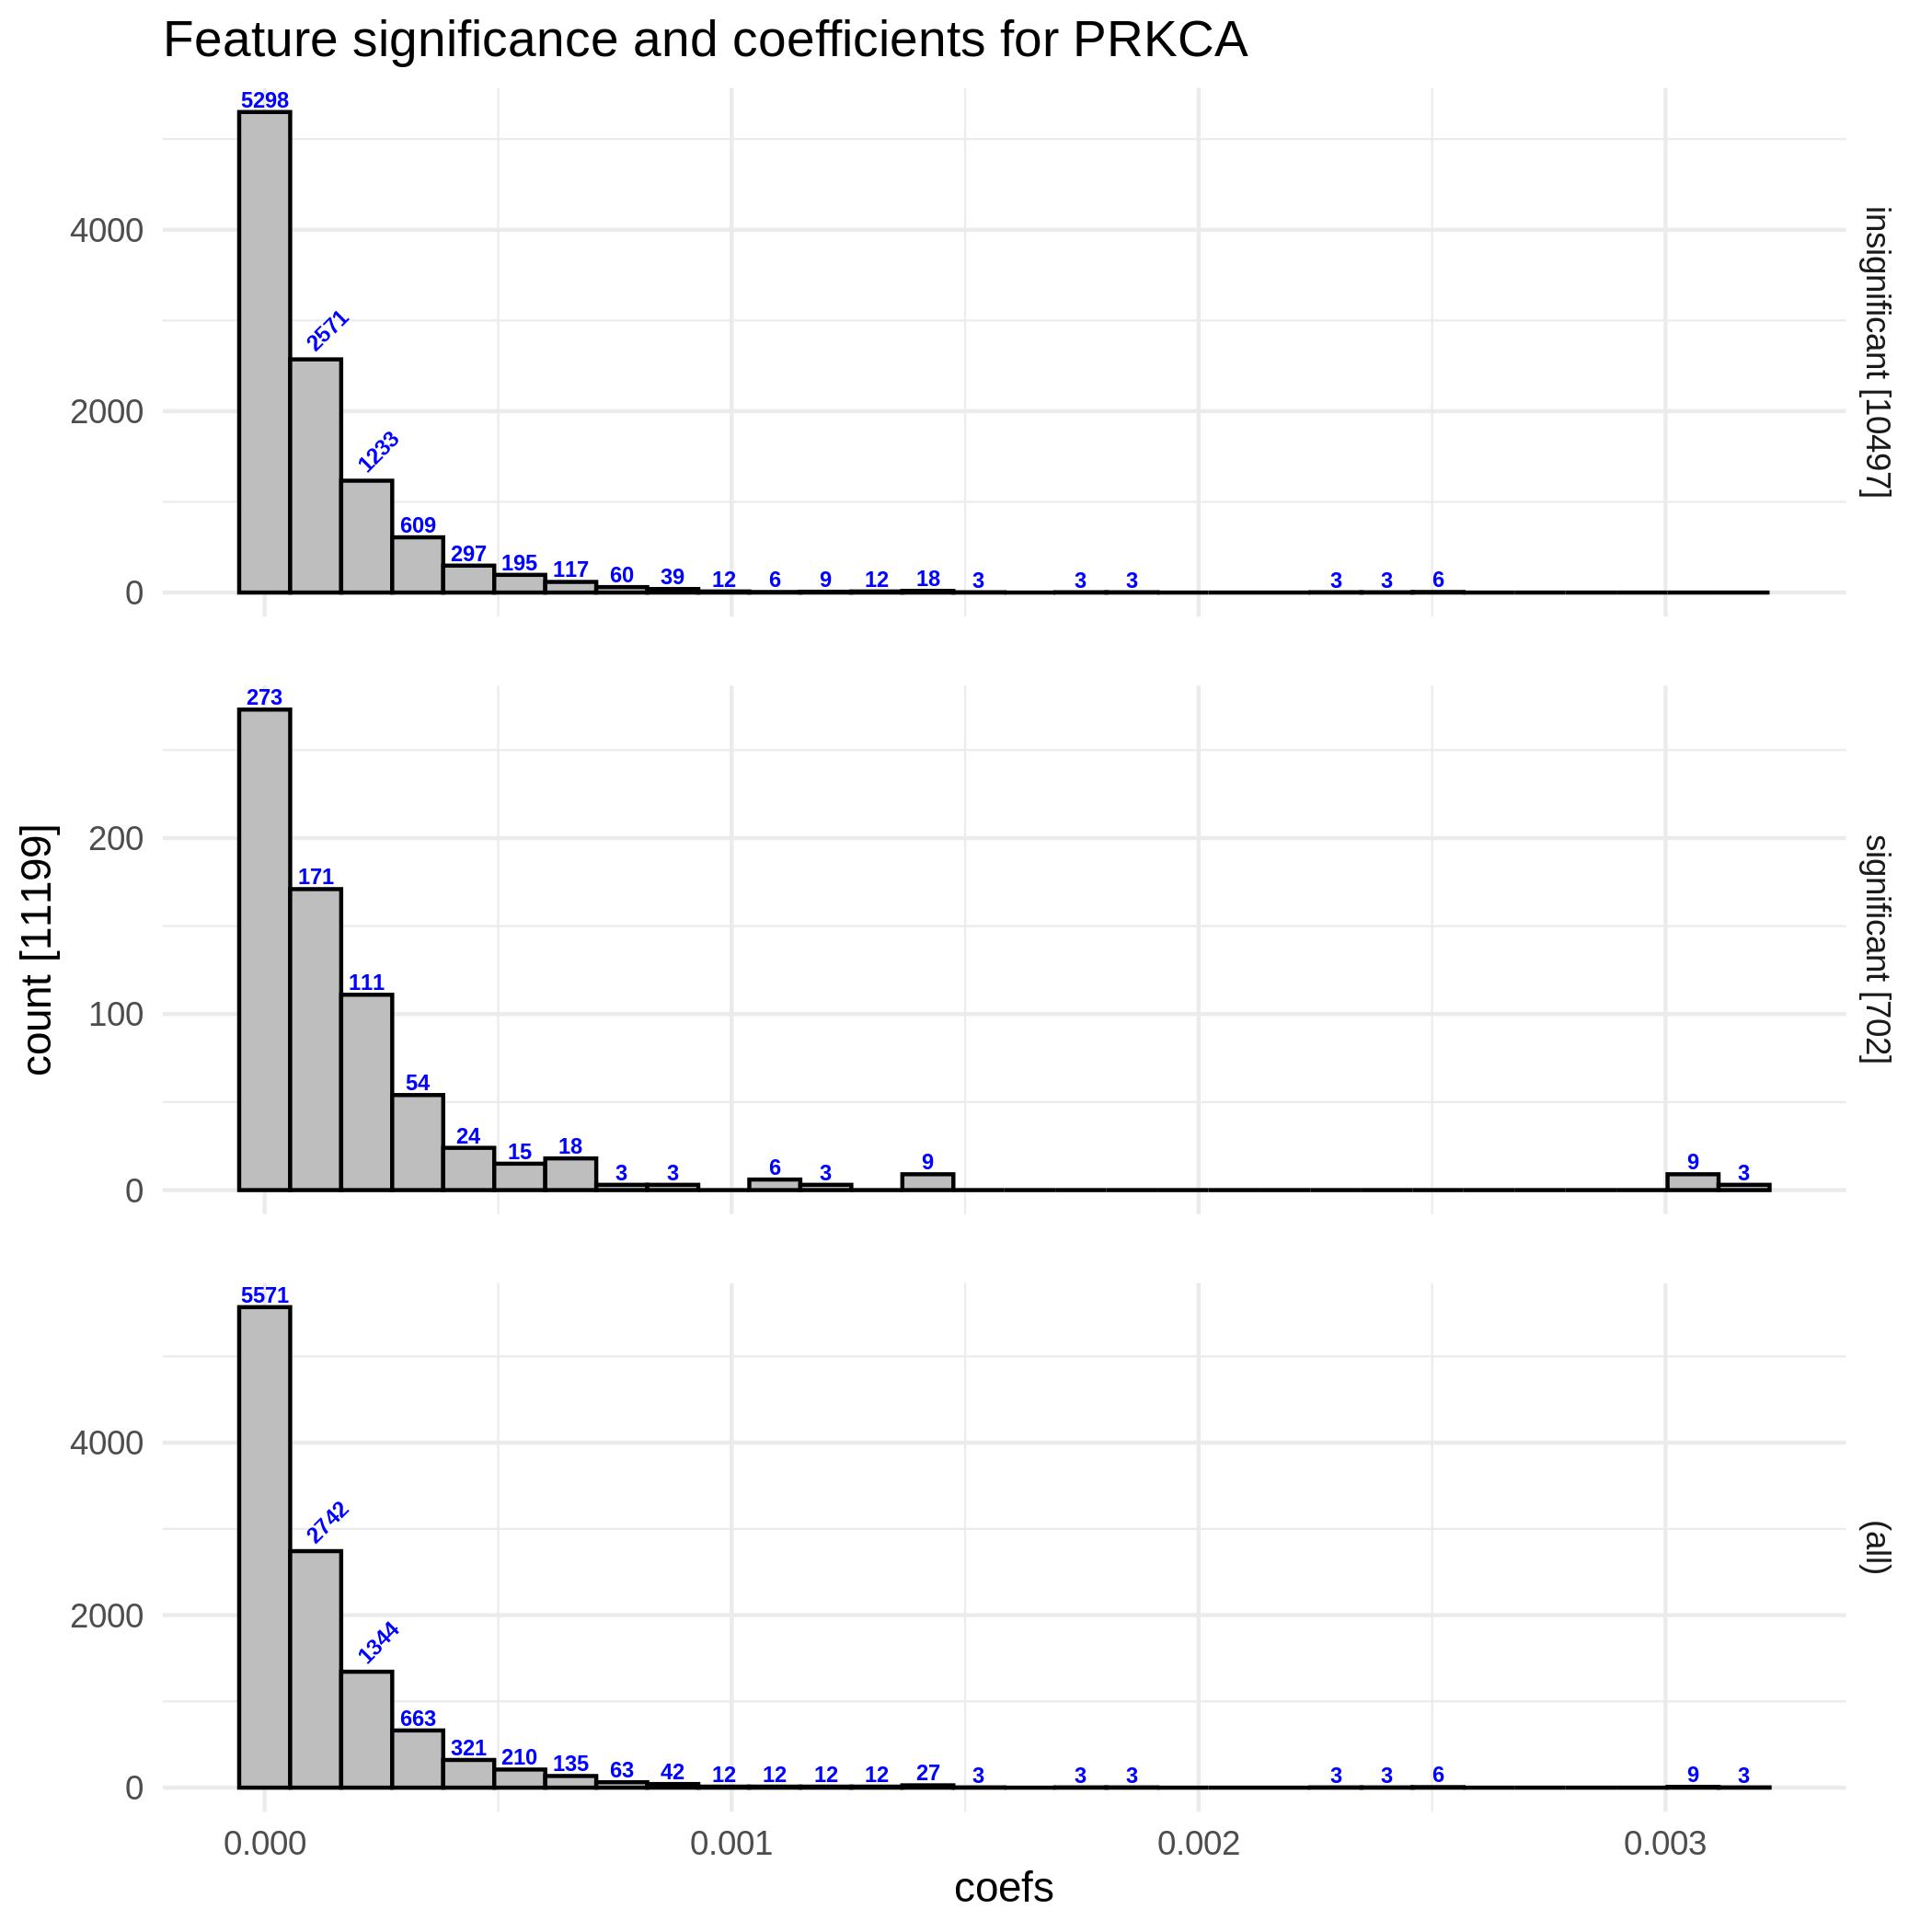 Feature significance and coefficients for PRKCA
count [11199]
5298
2571
1233
609 297 195 117 60 39 12 6 9 12 18 3 3 3 3 3 6
4000
2000
0
insignificant [10497]
273
171
111
54
24 15 18 3 3 6 3 9 9 3
200
100
0
significant [702]
5571
2742
1344
663 321 210 135 63 42 12 12 12 12 27 3 3 3 3 3 6 9 3
4000
2000
0
(all)
0.000 0.001 0.002 0.003
coefs